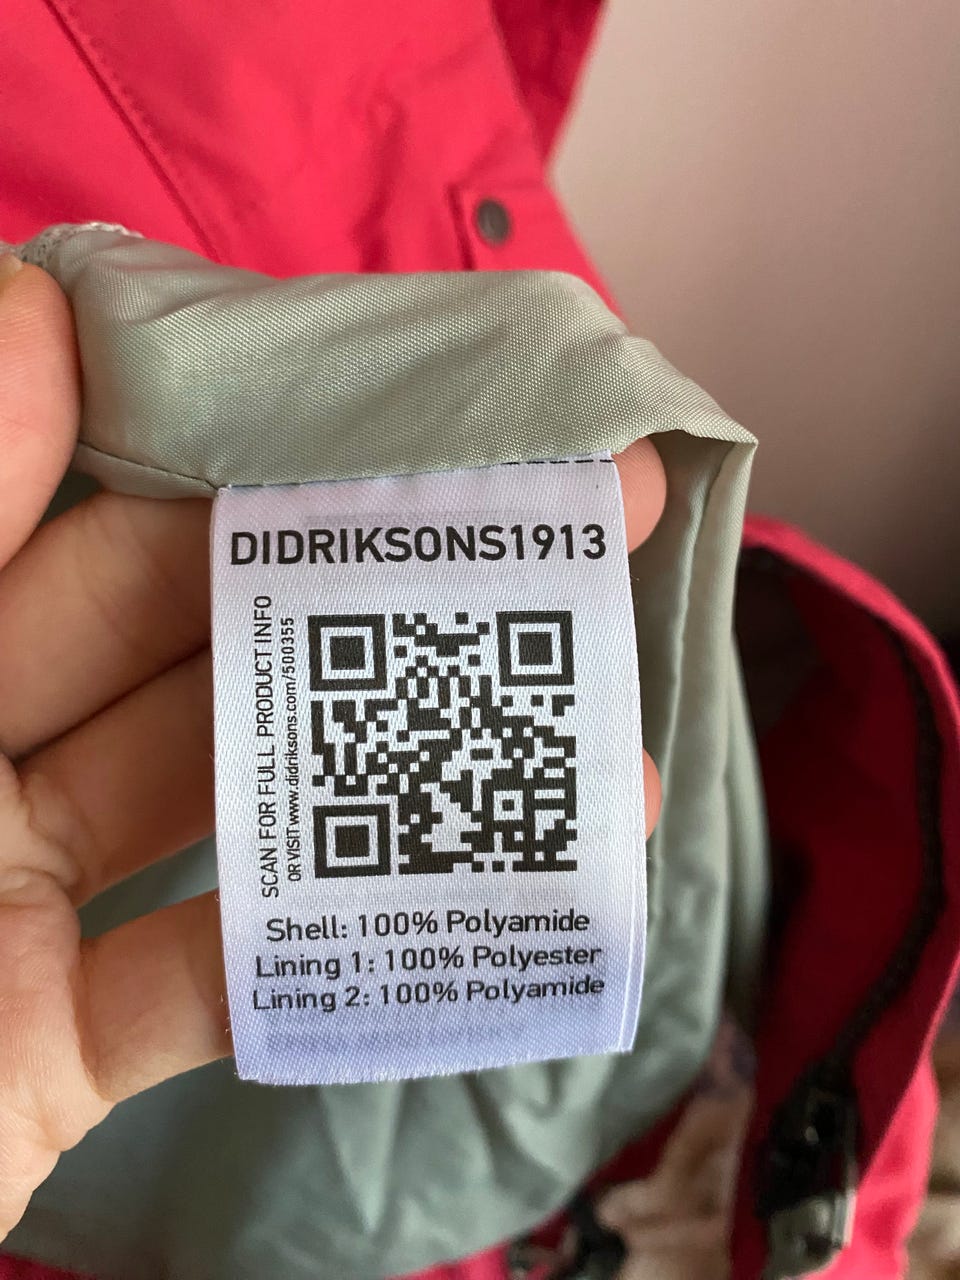 DIDRIKSONS1913
SCAN FOR FULL PRODUCT INFO
OR VISIT www.didriksons.com/500355
Shell: 100% Polyamide
Lining 1: 100% Polyester
Lining 2: 100% Polyamide